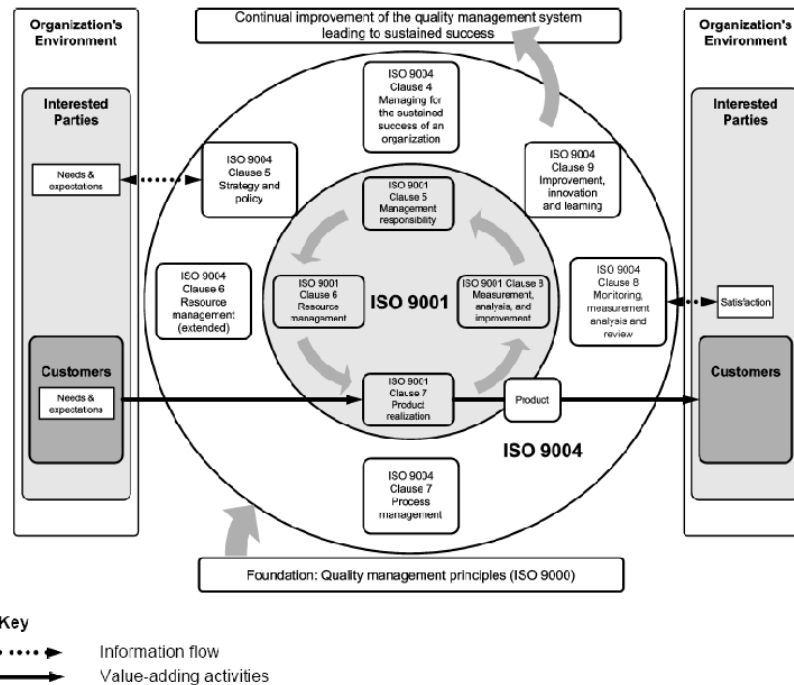 Continual improvement of the quality management system
leading to sustained success
Organization's
Environment
Interested
Parties
Needs &
expectations
Customers
Needs &
expectations
ISO 9004
Clause 4
Managing for
the sustained
success of an
organization
ISO 9004
Clause 5
Strategy and
policy
ISO 9004
Clause 9
Improvement,
innovation
and learning
ISO 9001
Clause 5
Management
responsibility
ISO 9004
Clause 6
Resource
management
(extended)
ISO 9001
Clause 6
Resource
management
ISO 9001
ISO 9001 Clause 8
Measurement,
analysis, and
improvement
ISO 9004
Clause 8
Monitoring,
measurement
analysis and
review
ISO 9001
Clause 7
Product
realization
Product
ISO 9004
ISO 9004
Clause 7
Process
management
Organization's
Environment
Interested
Parties
Satisfaction
Customers
Foundation: Quality management principles (ISO 9000)
Key
Information flow
Value-adding activities